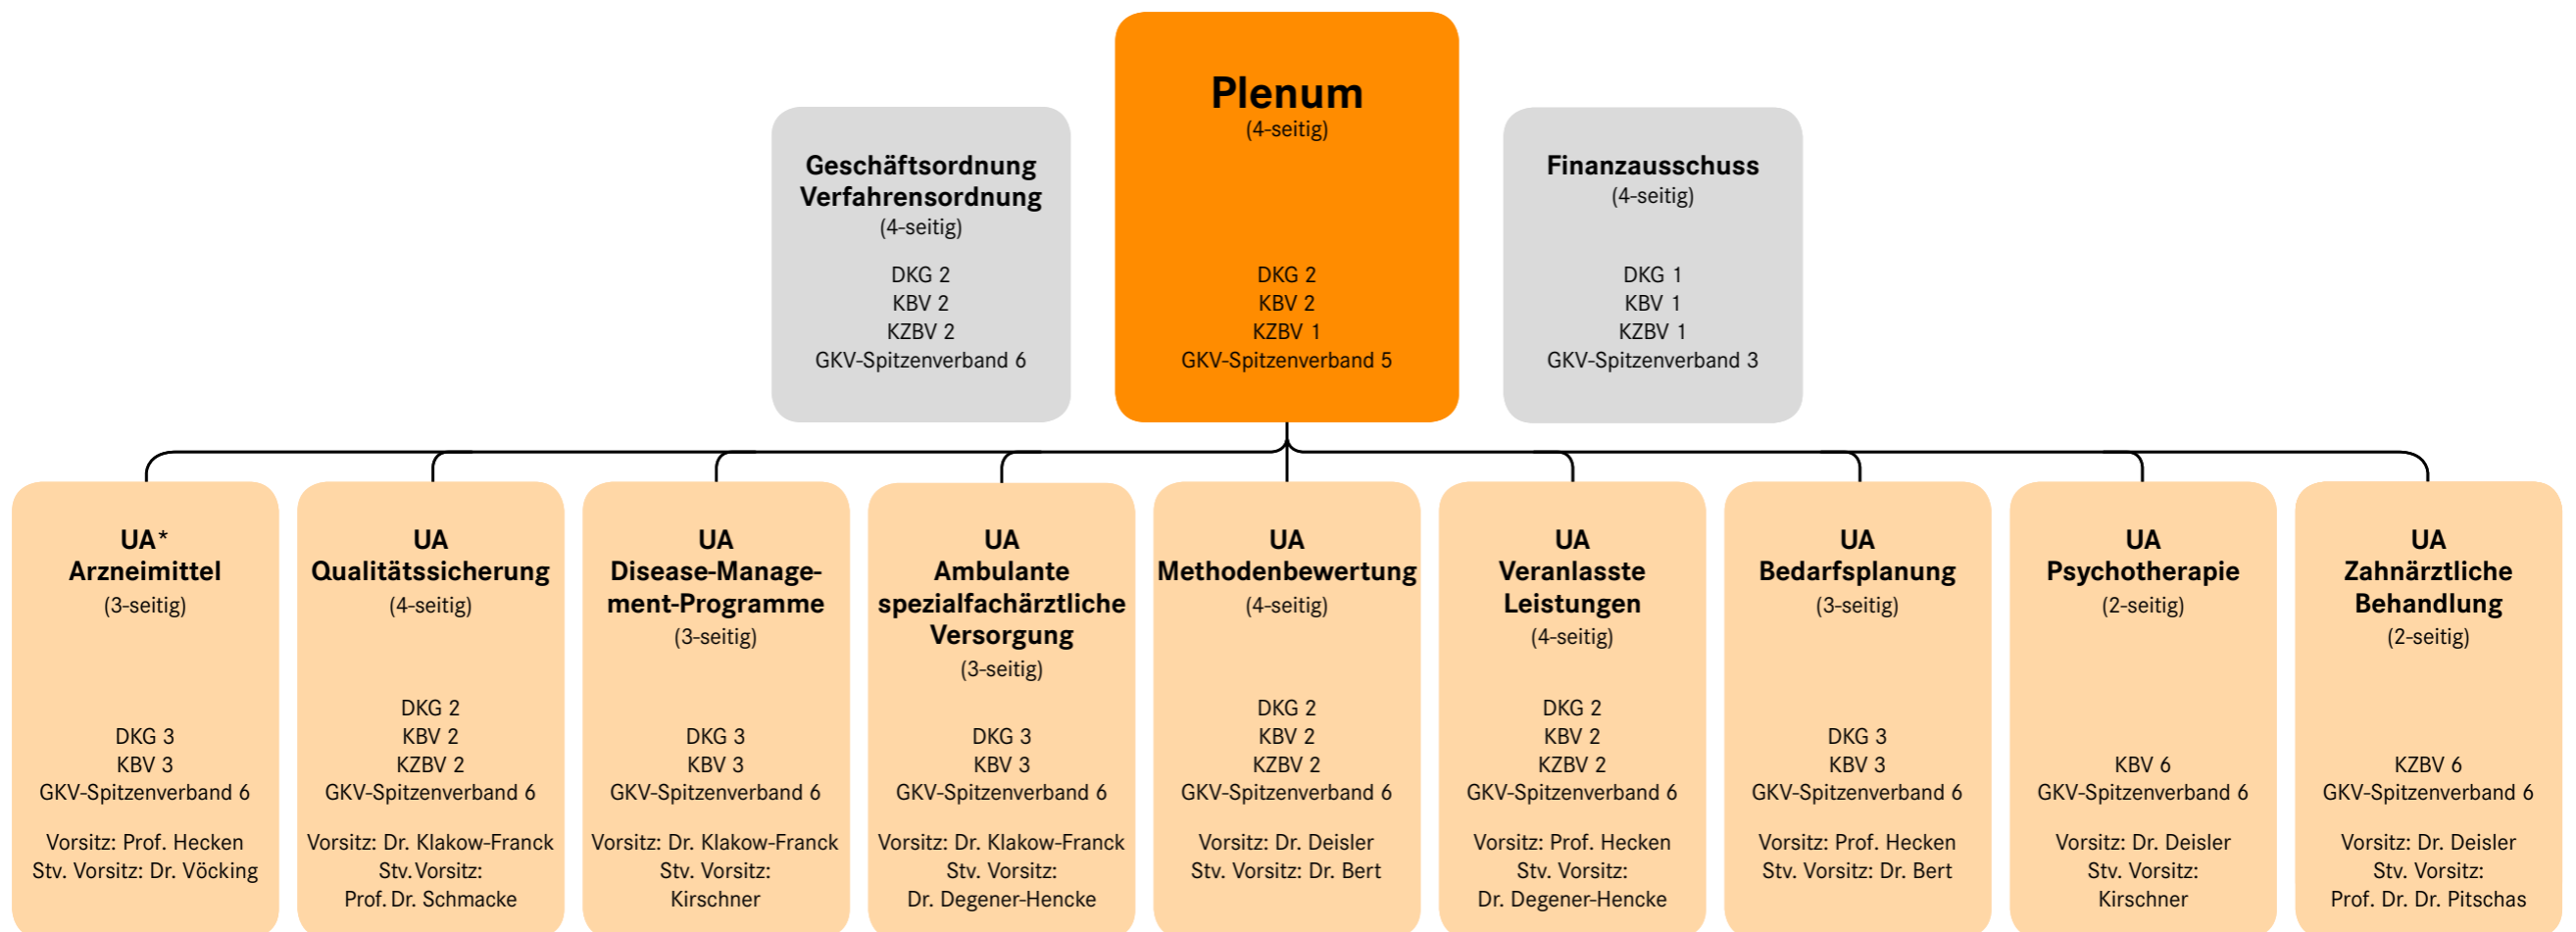 Plenum
(4-seitig)
DKG 2
KBV 2
KZBV 1
GKV-Spitzenverband 5
Geschäftsordnung
Verfahrensordnung
(4-seitig)
DKG 2
KBV 2
KZBV 2
GKV-Spitzenverband 6
Finanzausschuss
(4-seitig)
DKG 1
KBV 1
KZBV 1
GKV-Spitzenverband 3
UA*
Arzneimittel
(3-seitig)
DKG 3
KBV 3
GKV-Spitzenverband 6
Vorsitz: Prof. Hecken
Stv. Vorsitz: Dr. Vöcking
UA
Qualitätssicherung
(4-seitig)
DKG 2
KBV 2
KZBV 2
GKV-Spitzenverband 6
Vorsitz: Dr. Klakow-Franck
Stv. Vorsitz:
Prof. Dr. Schmacke
UA
Disease-Manage-
ment-Programme
(3-seitig)
DKG 3
KBV 3
GKV-Spitzenverband 6
Vorsitz: Dr. Klakow-Franck
Stv. Vorsitz:
Kirschner
UA
Ambulante
spezialfachärztliche
Versorgung
(3-seitig)
DKG 3
KBV 3
GKV-Spitzenverband 6
Vorsitz: Dr. Klakow-Franck
Stv. Vorsitz:
Dr. Degener-Hencke
UA
Methodenbewertung
(4-seitig)
DKG 2
KBV 2
KZBV 2
GKV-Spitzenverband 6
Vorsitz: Dr. Deisler
Stv. Vorsitz: Dr. Bert
UA
Veranlasste
Leistungen
(4-seitig)
DKG 2
KBV 2
KZBV 2
GKV-Spitzenverband 6
Vorsitz: Prof. Hecken
Stv. Vorsitz:
Dr. Degener-Hencke
UA
Bedarfsplanung
(3-seitig)
DKG 3
KBV 3
GKV-Spitzenverband 6
Vorsitz: Prof. Hecken
Stv. Vorsitz: Dr. Bert
UA
Psychotherapie
(2-seitig)
KBV 6
GKV-Spitzenverband 6
Vorsitz: Dr. Deisler
Stv. Vorsitz:
Kirschner
UA
Zahnärztliche
Behandlung
(2-seitig)
KZBV 6
GKV-Spitzenverband 6
Vorsitz: Dr. Deisler
Stv. Vorsitz:
Prof. Dr. Dr. Pitschas